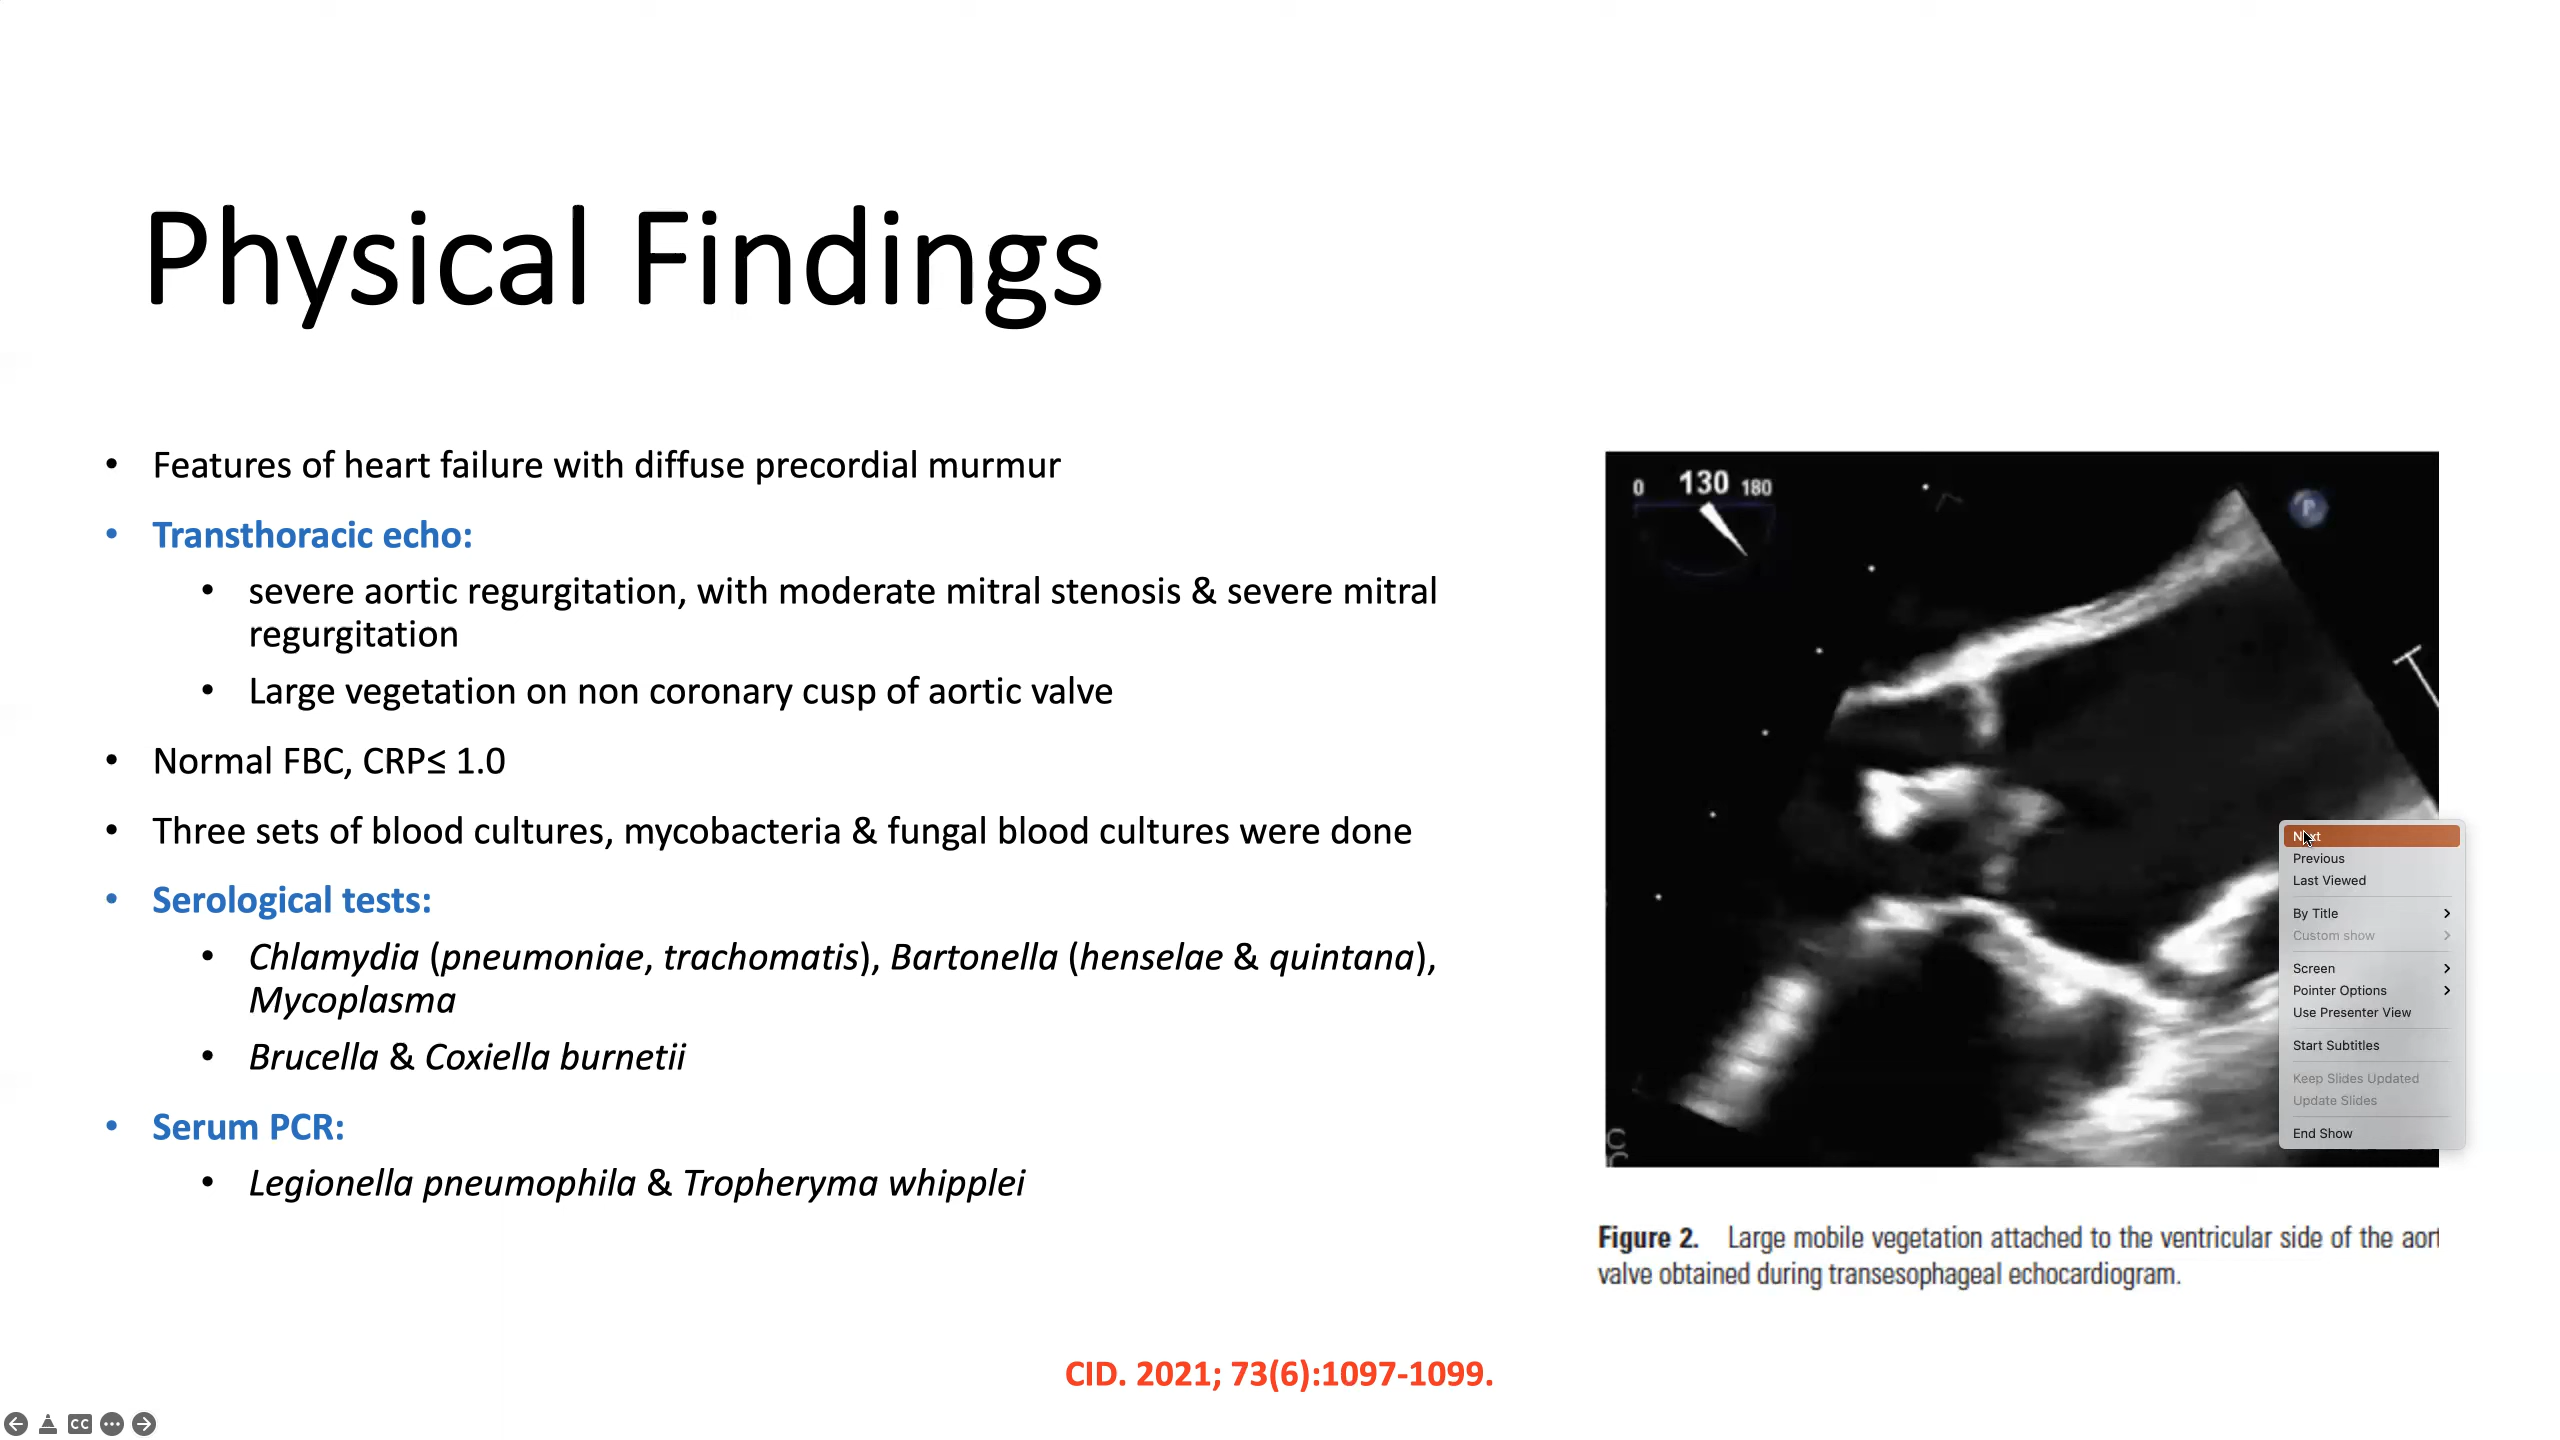 Physical Findings
• Features of heart failure with diffuse precordial murmur
• Transthoracic echo:
• severe aortic regurgitation, with moderate mitral stenosis & severe mitral
regurgitation
• Large vegetation on non coronary cusp of aortic valve
• Normal FBC, CRP≤ 1.0
• Three sets of blood cultures, mycobacteria & fungal blood cultures were done
• Serological tests:
• Chlamydia (pneumoniae, trachomatis), Bartonella (henselae & quintana),
Mycoplasma
• Brucella & Coxiella burnetii
• Serum PCR:
• Legionella pneumophila & Tropheryma whipplei
0 130 180
P
Next
Previous
Last Viewed
By Title
Custom show
Screen
Pointer Options
Use Presenter View
Start Subtitles
Keep Slides Updated
Update Slides
End Show
Figure 2. Large mobile vegetation attached to the ventricular side of the aort
valve obtained during transesophageal echocardiogram.
CID. 2021; 73(6):1097-1099.
CC